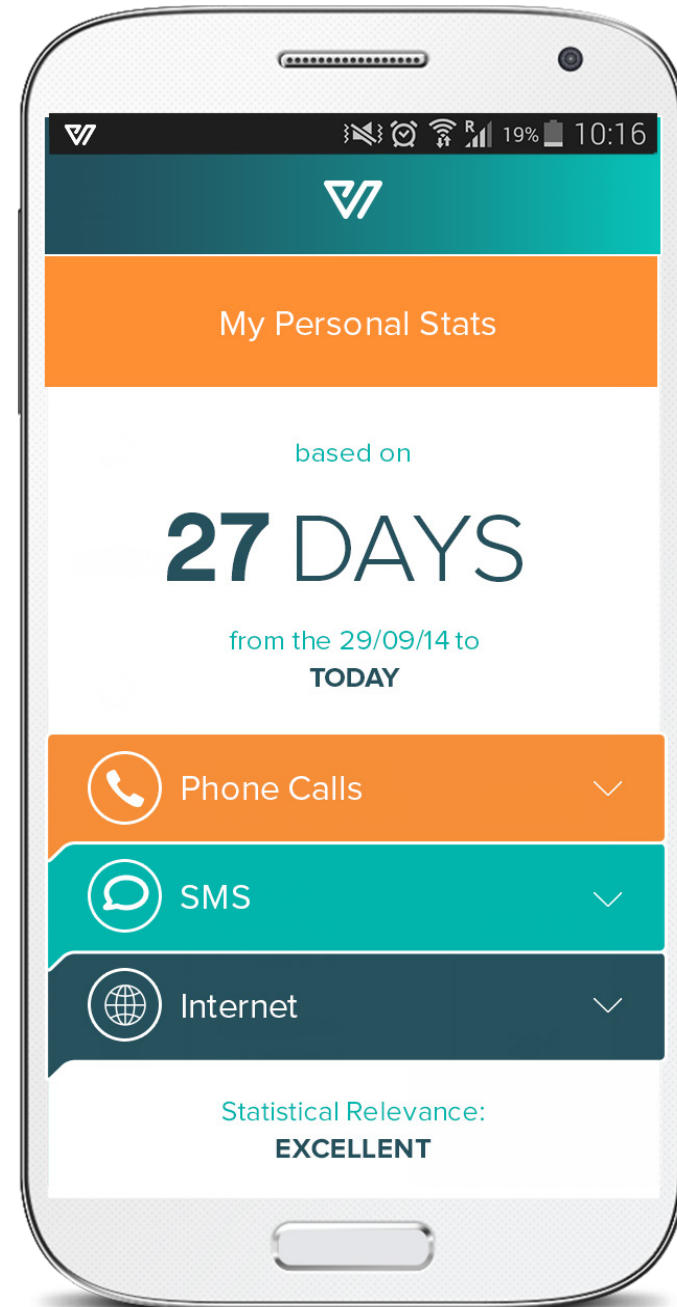 R 19% 10:16
My Personal Stats
based on
27 DAYS
from the 29/09/14 to
TODAY
Phone Calls
SMS
Internet
Statistical Relevance:
EXCELLENT